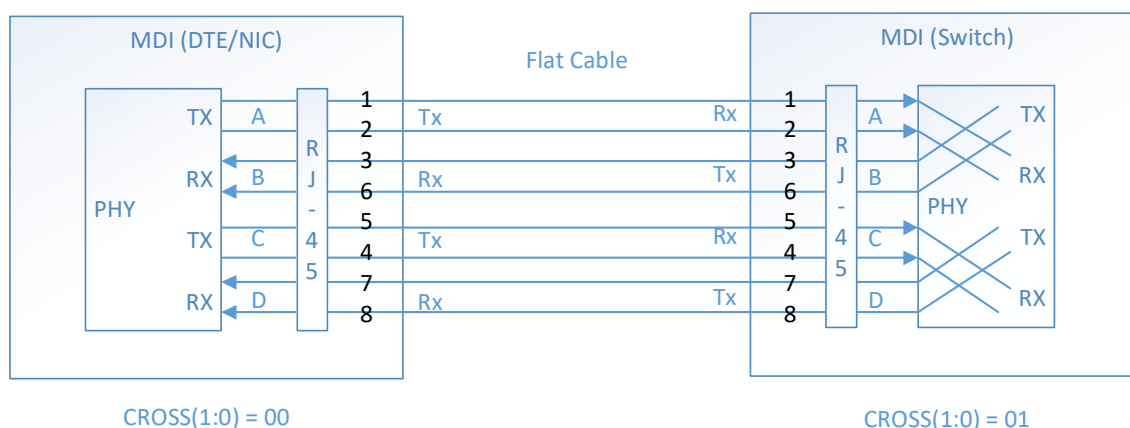 MDI (DTE/NIC)
Flat Cable
MDI (Switch)
PHY
TX A
RX B
TX C
RX D
R
J
-
4
5
1
2
3
6
5
4
7
8
Tx
Rx
Tx
Rx
Rx
Tx
Rx
Tx
1
2
3
6
5
4
7
8
R
J
-
4
5
A
B
C
D
PHY
TX
RX
TX
RX
CROSS(1:0) = 00
CROSS(1:0) = 01